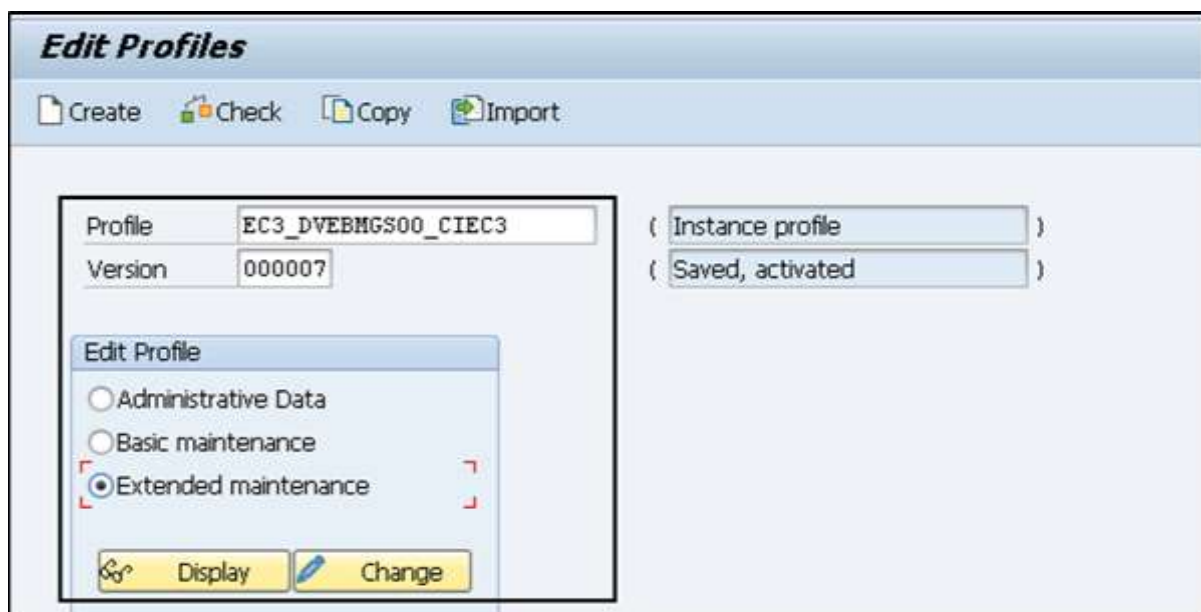 Edit Profiles
Create Check Copy Import
Profile EC3_DVEBMGS00_CIEC3 ( Instance profile )
Version 000007 ( Saved, activated )
Edit Profile
Administrative Data
Basic maintenance
Extended maintenance
Display Change